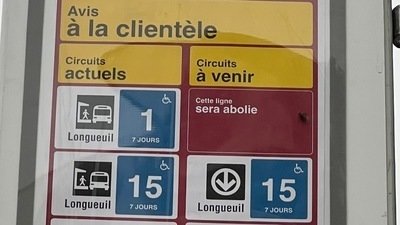 Avis
à la clientèle
Circuits
actuels
Circuits
à venir
Longueuil
1
7 JOURS
Cette ligne
sera abolie
Longueuil
15
7 JOURS
Longueuil
15
7 JOURS